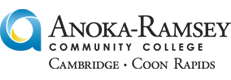 ANOKA-RAMSEY
COMMUNITY COLLEGE
CAMBRIDGE • COON RAPIDS